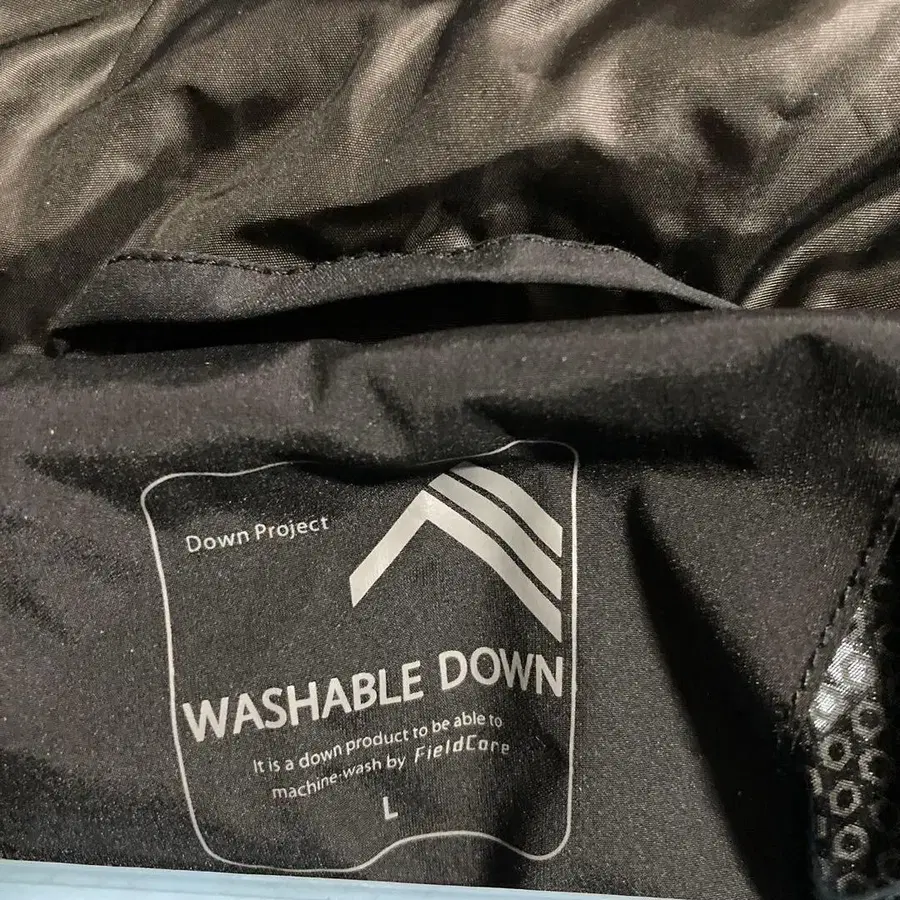 Down Project
WASHABLE DOWN
It is a down product to be able to
machine-wash by FieldCore
L